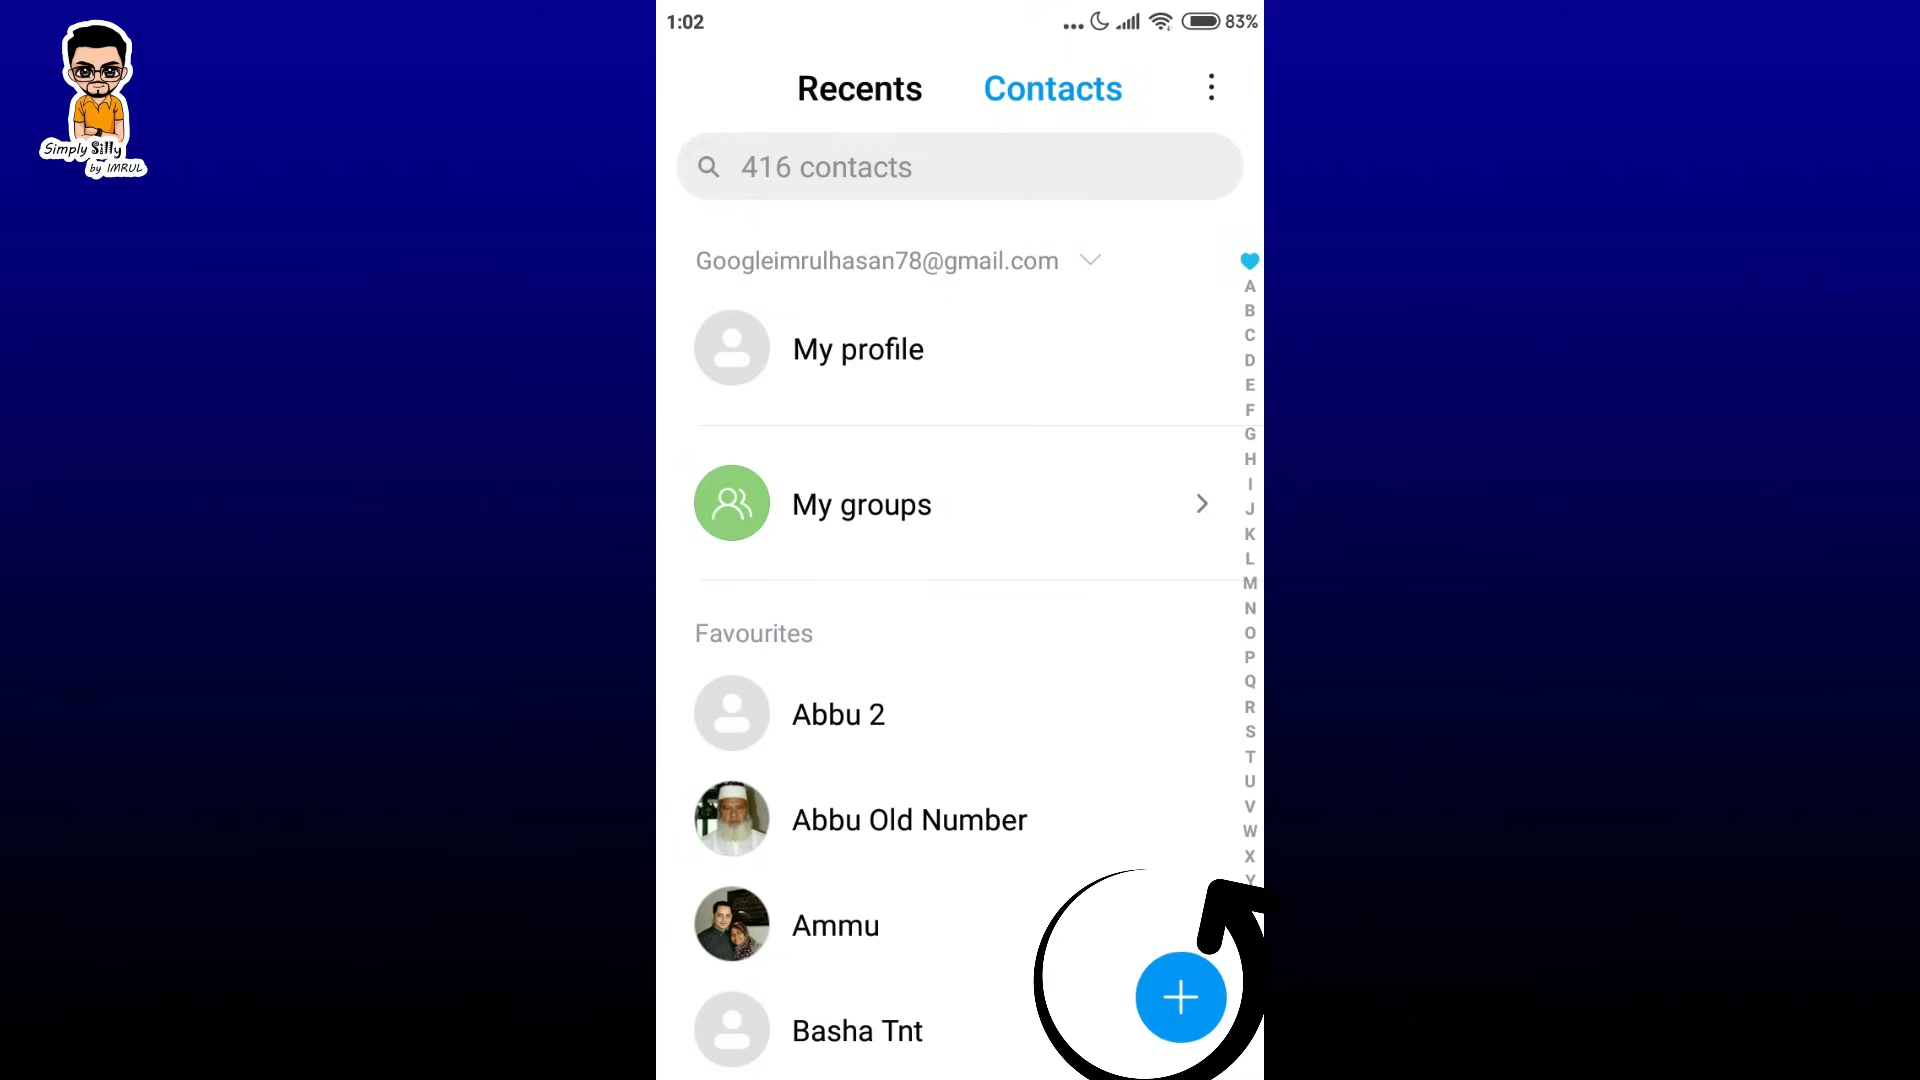 Simply Silly
by IMRUL
1:02
83%
Recents
Contacts
416 contacts
Googleimrulhasan78@gmail.com
My profile
My groups
Favourites
Abbu 2
Abbu Old Number
Ammu
Basha Tnt
A
B
C
D
E
F
G
H
I
J
K
L
M
N
O
P
Q
R
S
T
U
V
W
X
Y